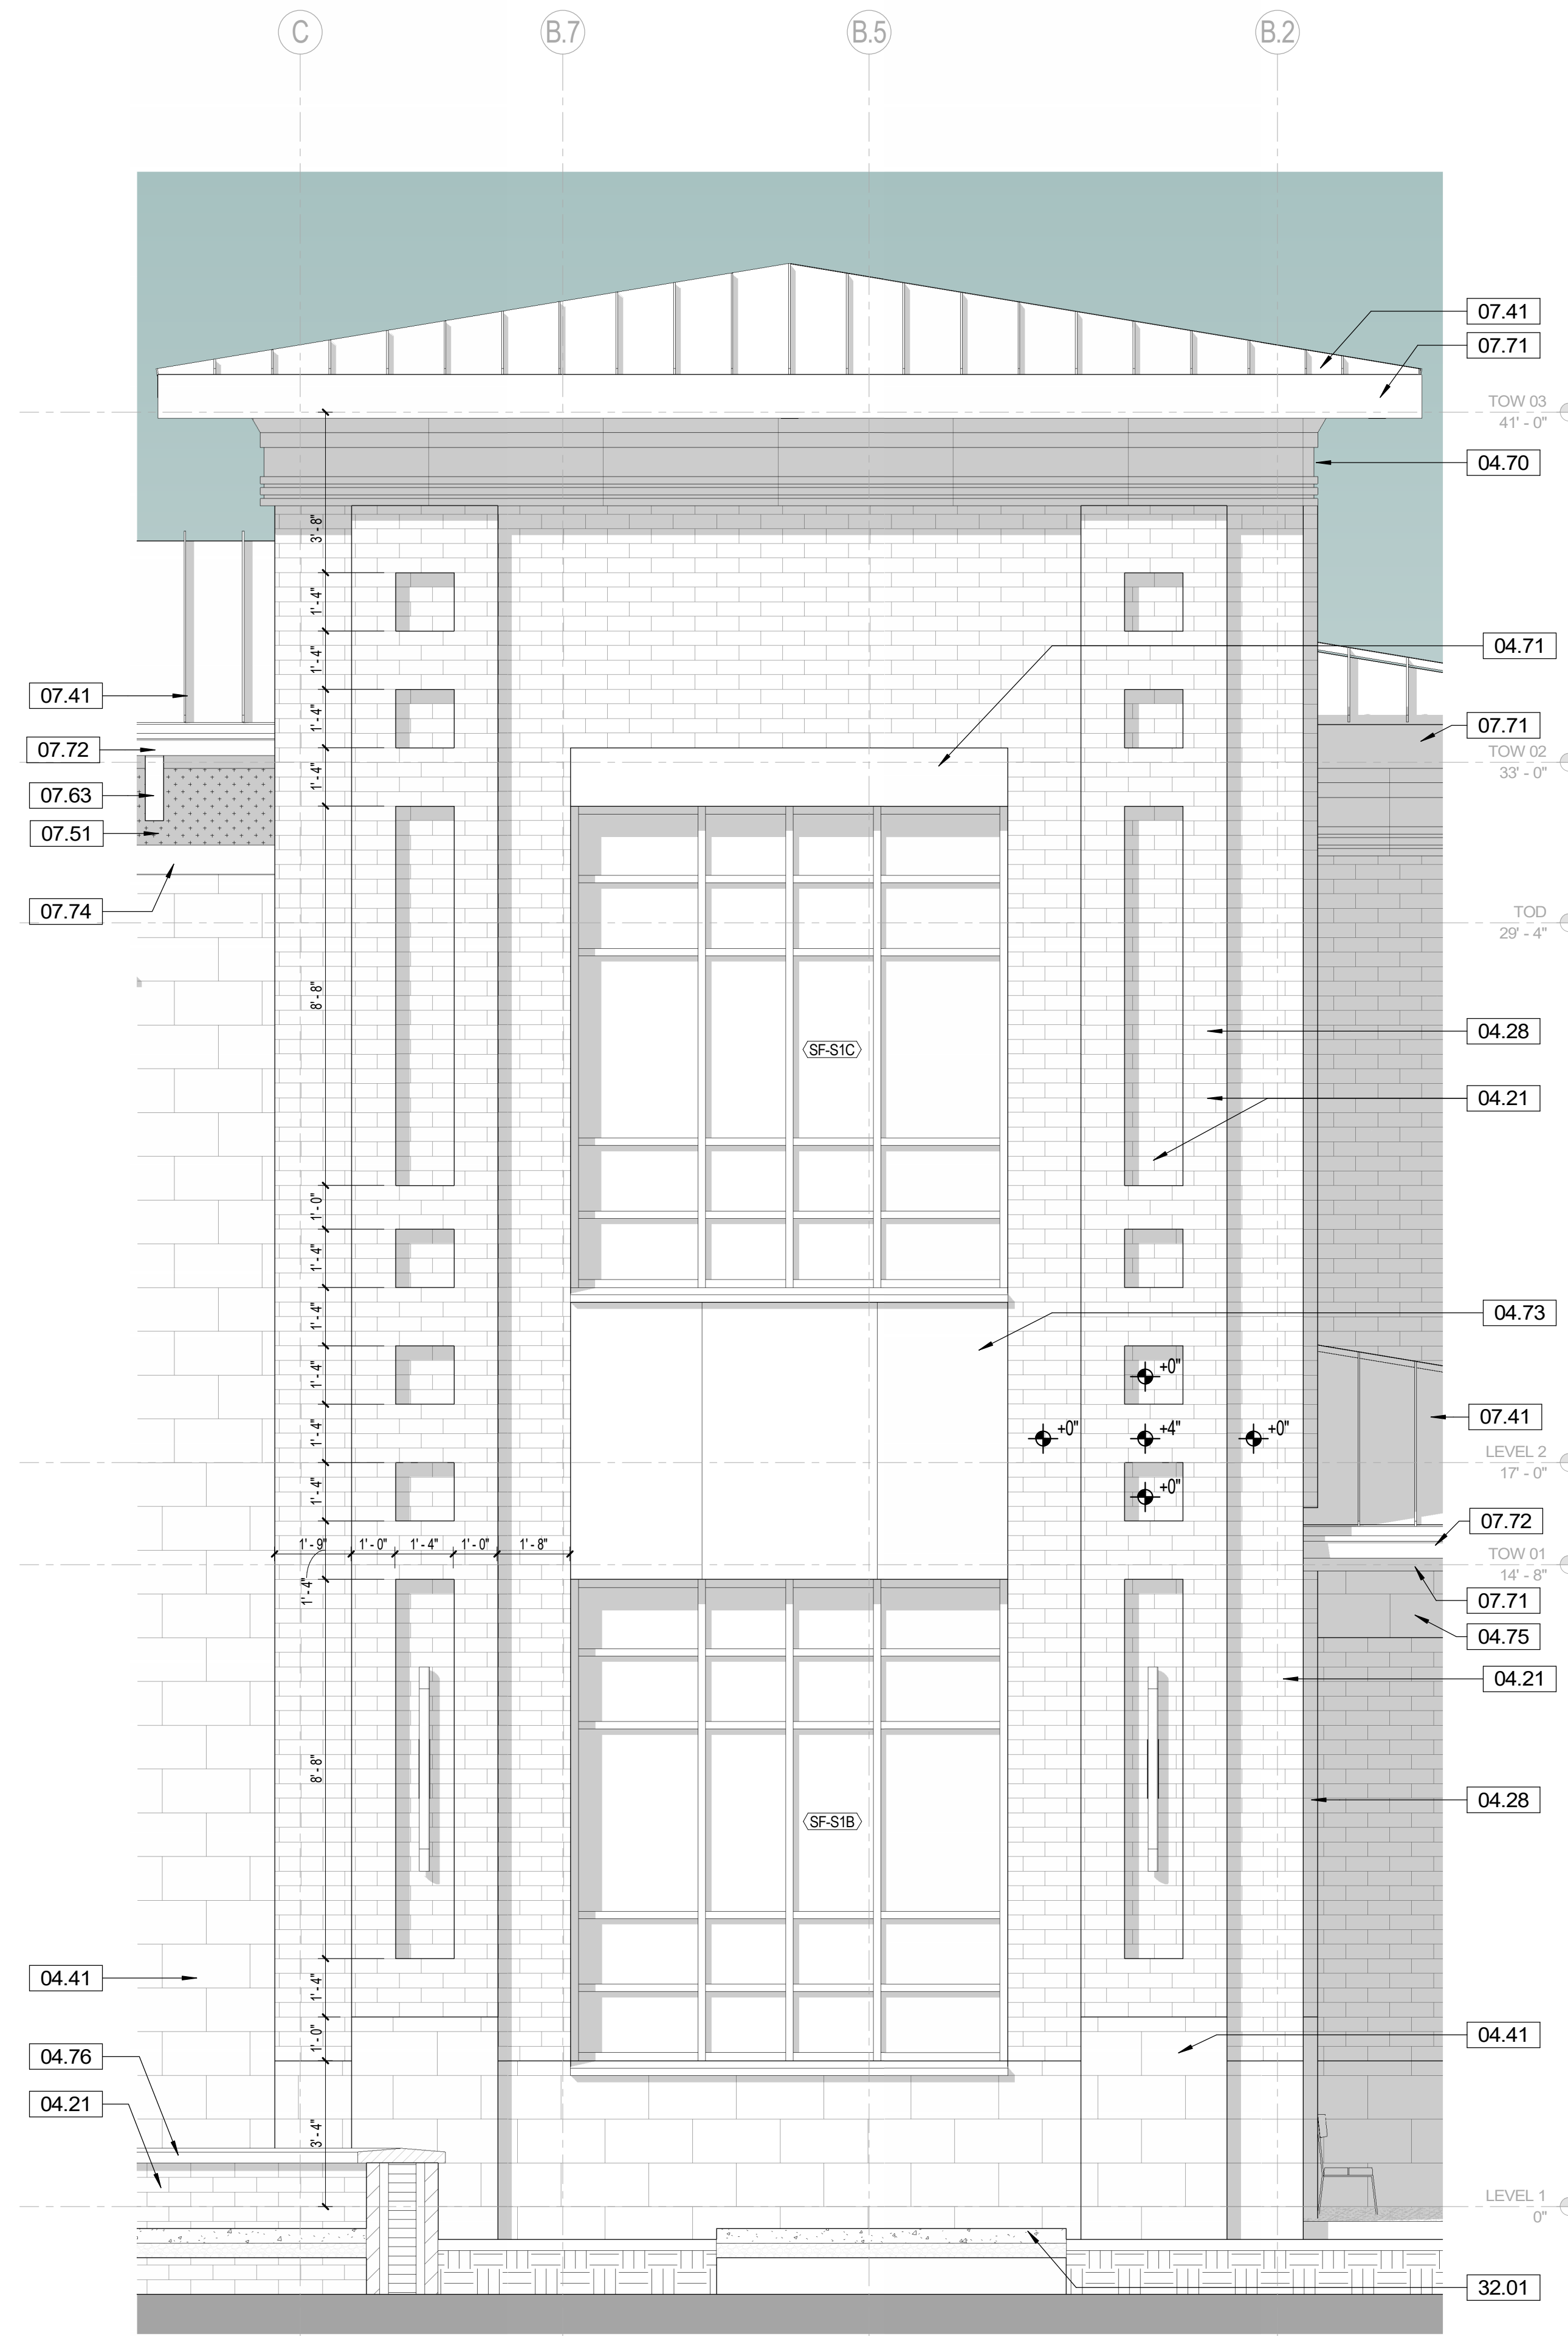 C
B.7
B.5
B.2
07.41
07.71
TOW 03
41' - 0"
04.70
3' - 8"
1' - 4"
1' - 4"
04.71
07.41
1' - 4"
07.71
07.72
TOW 02
33' - 0"
1' - 4"
07.63
07.51
07.74
TOD
29' - 4"
8' - 8"
04.28
SF-S1C
04.21
1' - 0"
1' - 4"
1' - 4"
04.73
1' - 4"
+0"
07.41
1' - 4"
+0"
+4"
+0"
LEVEL 2
17' - 0"
1' - 4"
+0"
07.72
1' - 9"
1' - 0"
1' - 4"
1' - 0"
1' - 8"
TOW 01
14' - 8"
1' - 4"
07.71
04.75
04.21
8' - 8"
04.28
SF-S1B
04.41
1' - 4"
1' - 0"
04.41
04.76
04.21
3' - 4"
LEVEL 1
0"
32.01